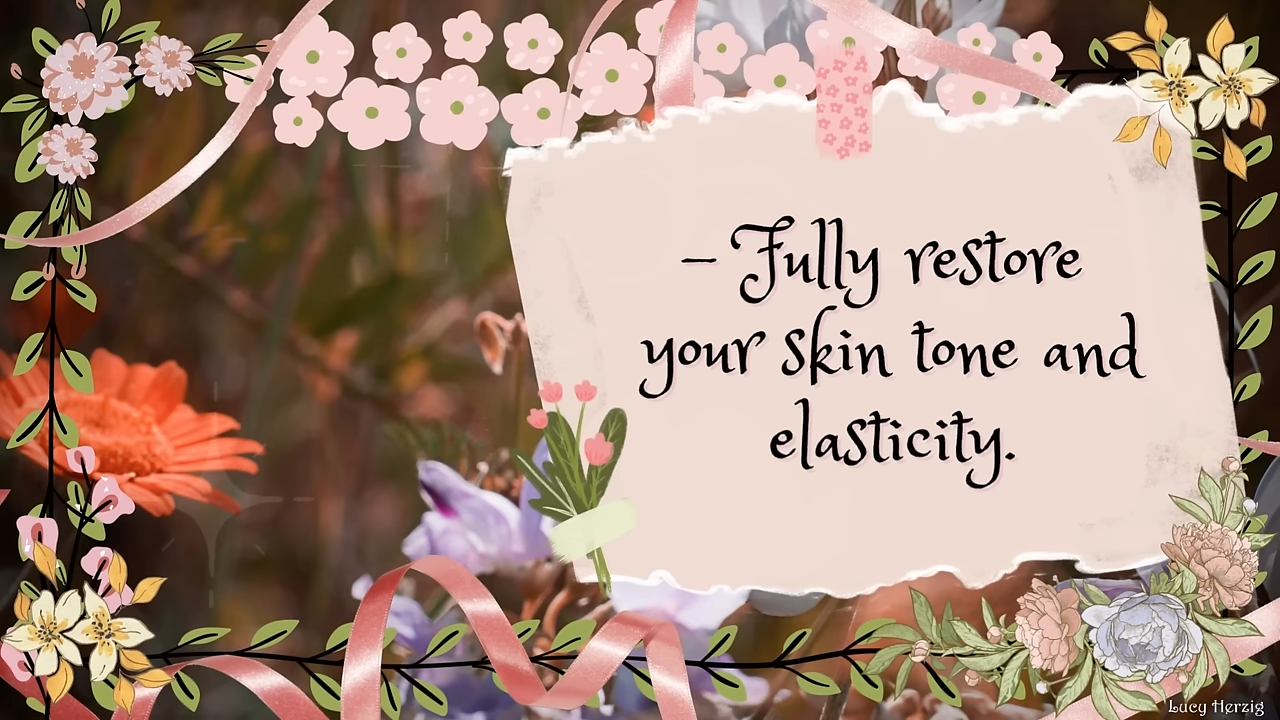 – Fully restore
your skin tone and
elasticity.
Lucy Herzig